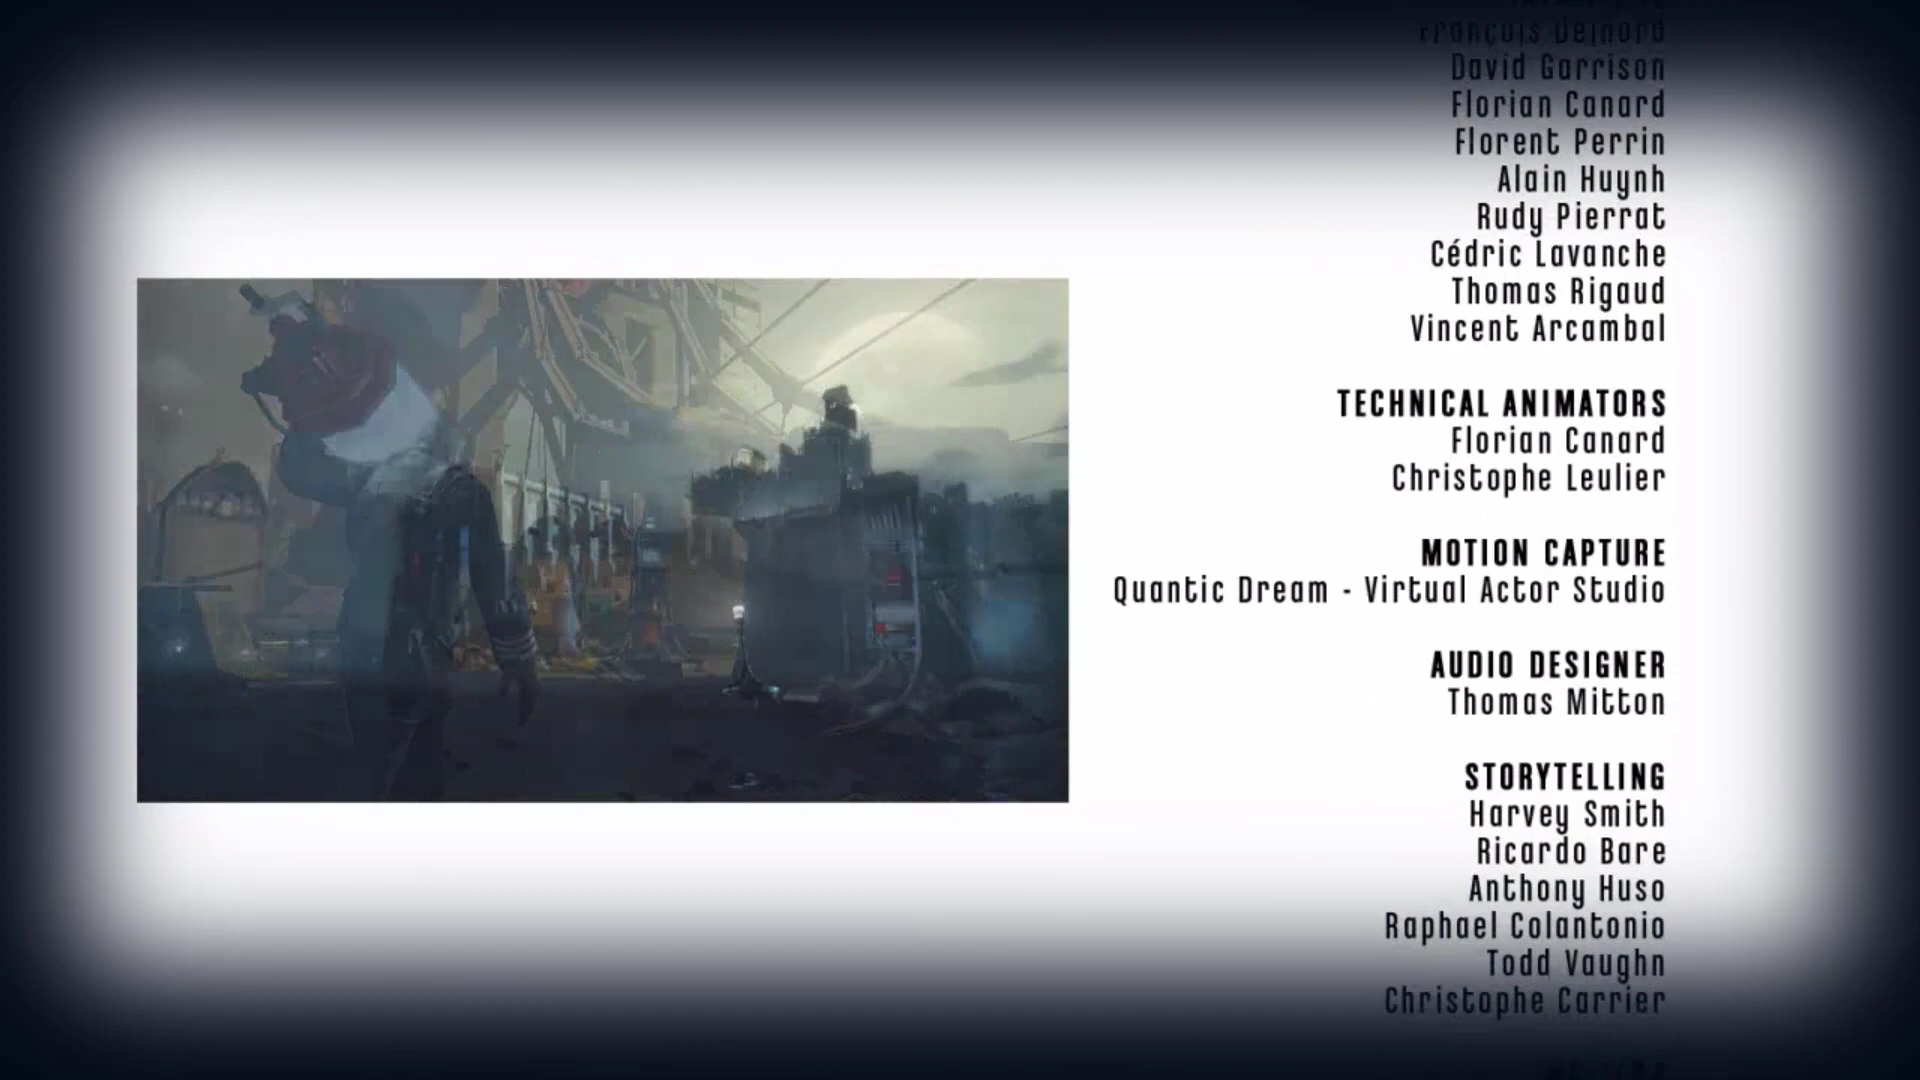 David Garrison
Florian Canard
Florent Perrin
Alain Huynh
Rudy Pierrat
Cédric Lavanche
Thomas Rigaud
Vincent Arcambal
TECHNICAL ANIMATORS
Florian Canard
Christophe Leulier
MOTION CAPTURE
Quantic Dream - Virtual Actor Studio
AUDIO DESIGNER
Thomas Mitton
STORYTELLING
Harvey Smith
Ricardo Bare
Anthony Huso
Raphael Colantonio
Todd Vaughn
Christophe Carrier